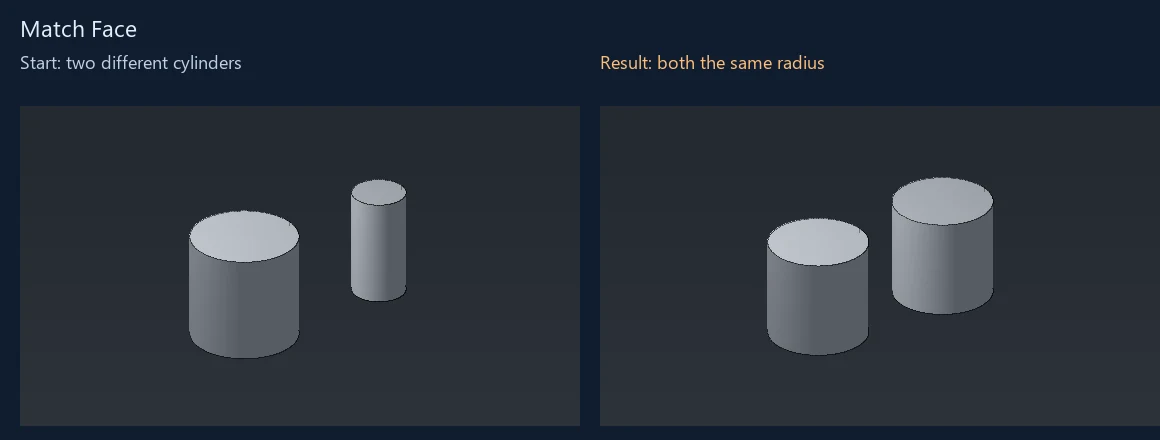 Match Face
Start: two different cylinders
Result: both the same radius